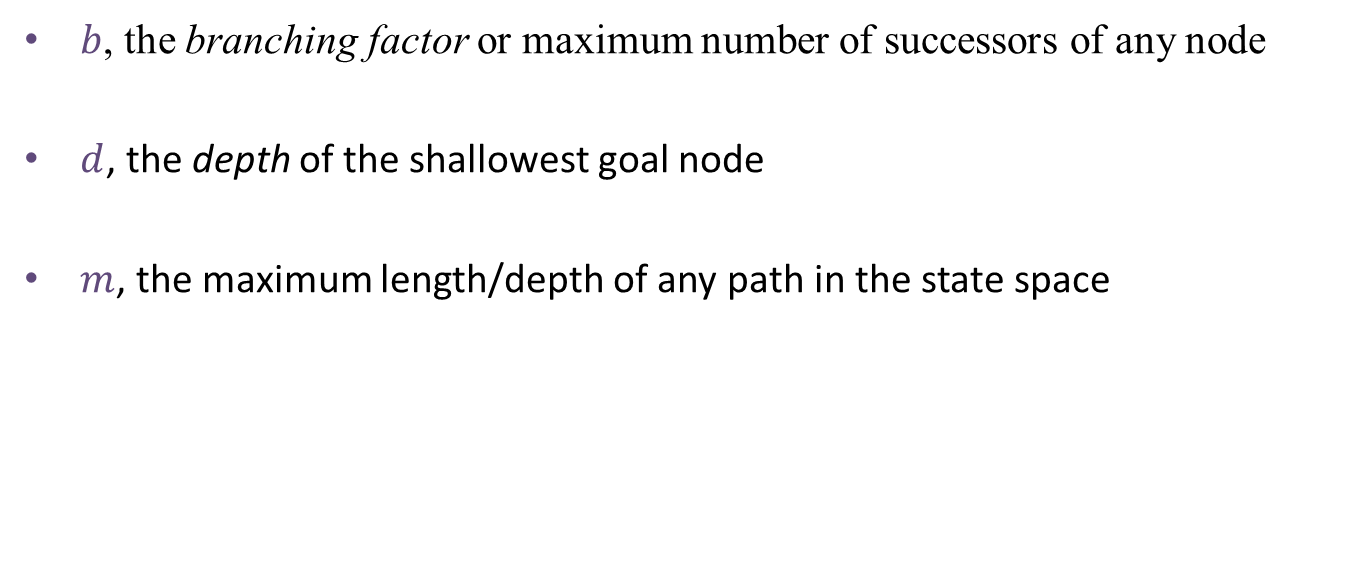 • b, the branching factor or maximum number of successors of any node
• d, the depth of the shallowest goal node
• m, the maximum length/depth of any path in the state space